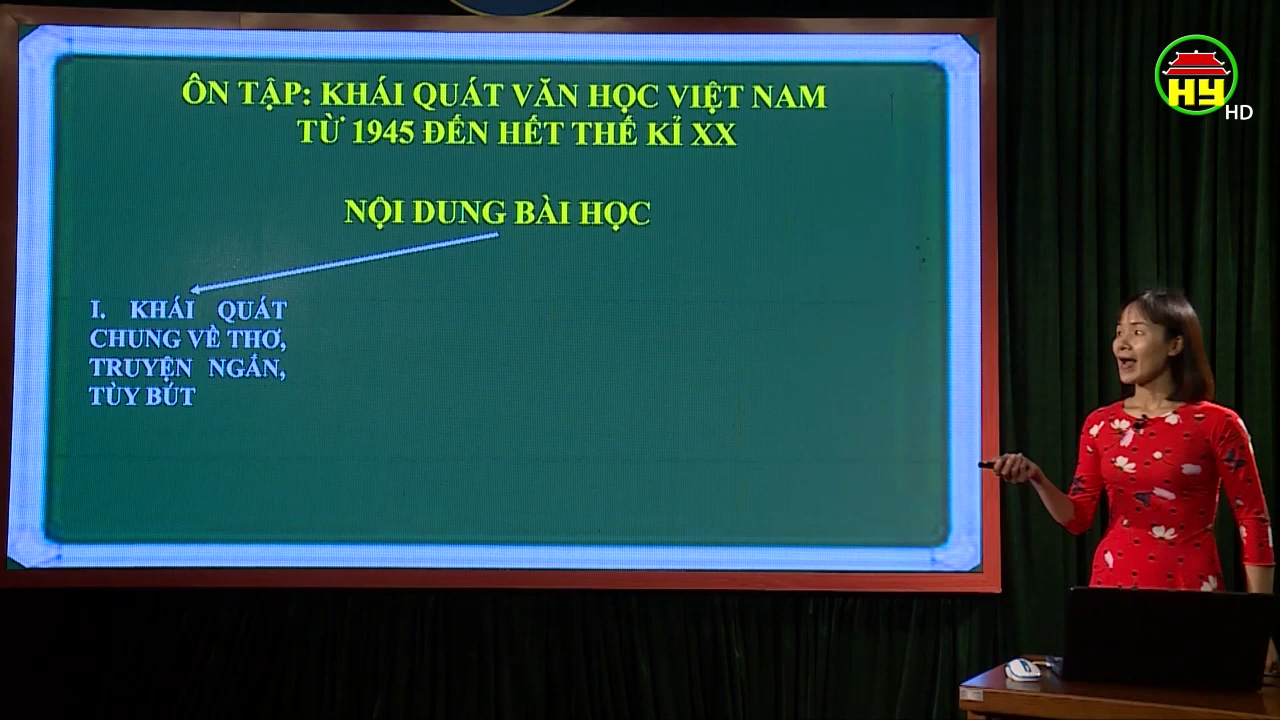 ÔN TẬP: KHÁI QUÁT VĂN HỌC VIỆT NAM
TỪ 1945 ĐẾN HẾT THẾ KỈ XX
NỘI DUNG BÀI HỌC
I. KHÁI QUÁT
CHUNG VỀ THƠ,
TRUYỆN NGẮN,
TÙY BÚT
HY
HD